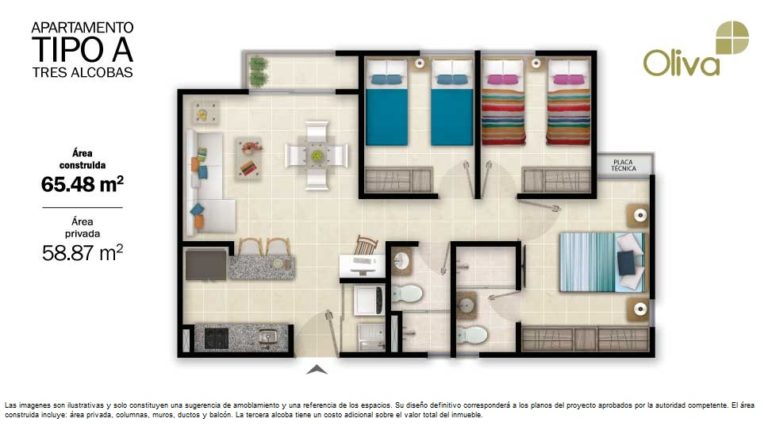 APARTAMENTO
TIPO A
TRES ALCOBAS
Oliva
Área
construida
65.48 m²
Área
privada
58.87 m²
PLACA
TÉCNICA
Las imagenes son ilustrativas y solo constituyen una sugerencia de amoblamiento y una referencia de los espacios. Su diseño definitivo corresponderá a los planos del proyecto aprobados por la autoridad competente. El área
construida incluye: área privada, columnas, muros, ductos y balcón. La tercera alcoba tiene un costo adicional sobre el valor total del inmueble.